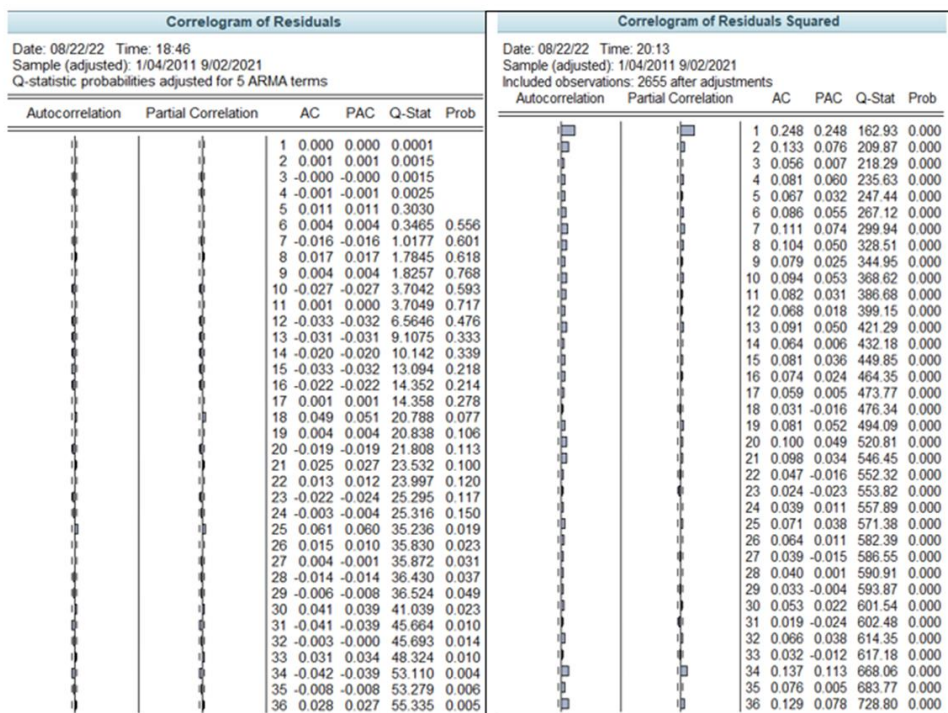 Correlogram of Residuals
Date: 08/22/22 Time: 18:46
Sample (adjusted): 1/04/2011 9/02/2021
Q-statistic probabilities adjusted for 5 ARMA terms
Autocorrelation Partial Correlation AC PAC Q-Stat Prob
1 0.000 0.000 0.0001
2 0.001 0.001 0.0015
3 -0.000 -0.000 0.0015
4 -0.001 -0.001 0.0025
5 0.011 0.011 0.3030
6 0.004 0.004 0.3465 0.556
7 -0.016 -0.016 1.0177 0.601
8 0.017 0.017 1.7845 0.618
9 0.004 0.004 1.8257 0.768
10 -0.027 -0.027 3.7042 0.593
11 0.001 0.000 3.7049 0.717
12 -0.033 -0.032 6.5646 0.476
13 -0.031 -0.031 9.1075 0.333
14 -0.020 -0.020 10.142 0.339
15 -0.033 -0.032 13.094 0.218
16 -0.022 -0.022 14.352 0.214
17 0.001 0.001 14.358 0.278
18 0.049 0.051 20.788 0.077
19 0.004 0.004 20.838 0.106
20 -0.019 -0.019 21.808 0.113
21 0.025 0.027 23.532 0.100
22 0.013 0.012 23.997 0.120
23 -0.022 -0.024 25.295 0.117
24 -0.003 -0.004 25.316 0.150
25 0.061 0.060 35.236 0.019
26 0.015 0.010 35.830 0.023
27 0.004 -0.001 35.872 0.031
28 -0.014 -0.014 36.430 0.037
29 -0.006 -0.008 36.524 0.049
30 0.041 0.039 41.039 0.023
31 -0.041 -0.039 45.664 0.010
32 -0.003 -0.000 45.693 0.014
33 0.031 0.034 48.324 0.010
34 -0.042 -0.039 53.110 0.004
35 -0.008 -0.008 53.279 0.006
36 0.028 0.027 55.335 0.005
Correlogram of Residuals Squared
Date: 08/22/22 Time: 20:13
Sample (adjusted): 1/04/2011 9/02/2021
Included observations: 2655 after adjustments
Autocorrelation Partial Correlation AC PAC Q-Stat Prob
1 0.248 0.248 162.93 0.000
2 0.133 0.076 209.87 0.000
3 0.056 0.007 218.29 0.000
4 0.081 0.060 235.63 0.000
5 0.067 0.032 247.44 0.000
6 0.086 0.055 267.12 0.000
7 0.111 0.074 299.94 0.000
8 0.104 0.050 328.51 0.000
9 0.079 0.025 344.95 0.000
10 0.094 0.053 368.62 0.000
11 0.082 0.031 386.68 0.000
12 0.068 0.018 399.15 0.000
13 0.091 0.050 421.29 0.000
14 0.064 0.006 432.18 0.000
15 0.081 0.036 449.85 0.000
16 0.074 0.024 464.35 0.000
17 0.059 0.005 473.77 0.000
18 0.031 -0.016 476.34 0.000
19 0.081 0.052 494.09 0.000
20 0.100 0.049 520.81 0.000
21 0.098 0.034 546.45 0.000
22 0.047 -0.016 552.32 0.000
23 0.024 -0.023 553.82 0.000
24 0.039 0.011 557.89 0.000
25 0.071 0.038 571.38 0.000
26 0.064 0.011 582.39 0.000
27 0.039 -0.015 586.55 0.000
28 0.040 0.001 590.91 0.000
29 0.033 -0.004 593.87 0.000
30 0.053 0.022 601.54 0.000
31 0.019 -0.024 602.48 0.000
32 0.066 0.038 614.35 0.000
33 0.032 -0.012 617.18 0.000
34 0.137 0.113 668.06 0.000
35 0.076 0.005 683.77 0.000
36 0.129 0.078 728.80 0.000